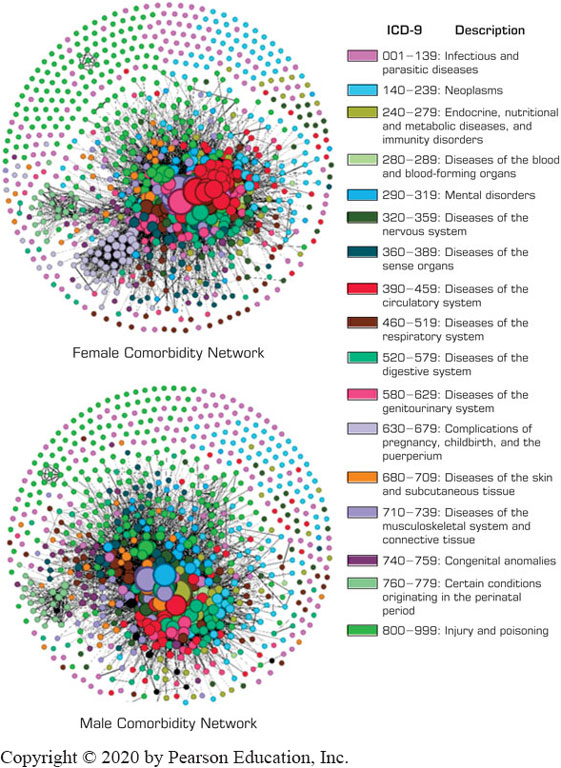 ICD-9 Description
001–139: Infectious and
parasitic diseases
140–239: Neoplasms
240–279: Endocrine, nutritional
and metabolic diseases, and
immunity disorders
280–289: Diseases of the blood
and blood-forming organs
290–319: Mental disorders
320–359: Diseases of the
nervous system
360–389: Diseases of the
sense organs
390–459: Diseases of the
circulatory system
460–519: Diseases of the
respiratory system
520–579: Diseases of the
digestive system
580–629: Diseases of the
genitourinary system
630–679: Complications of
pregnancy, childbirth, and the
puerperium
680–709: Diseases of the skin
and subcutaneous tissue
710–739: Diseases of the
musculoskeletal system and
connective tissue
740–759: Congenital anomalies
760–779: Certain conditions
originating in the perinatal
period
800–999: Injury and poisoning
Female Comorbidity Network
Male Comorbidity Network
Copyright © 2020 by Pearson Education, Inc.